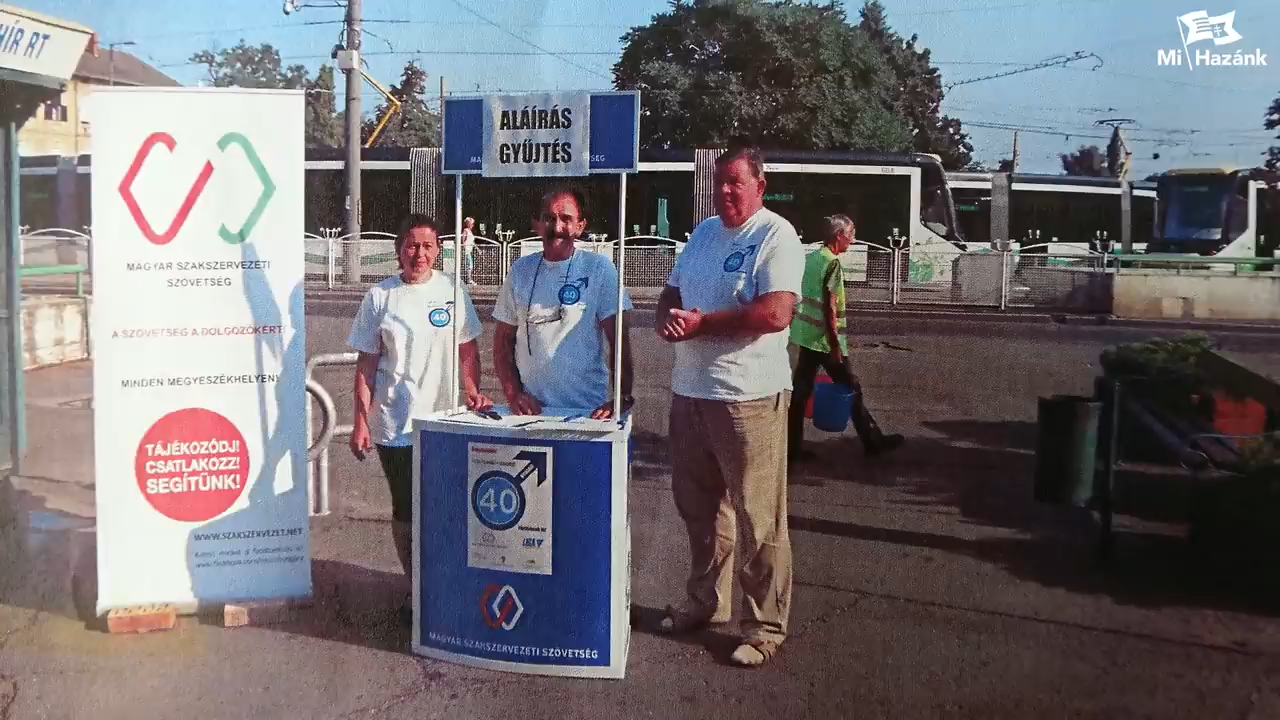 HÍR RT
Mi Hazánk
MAGYAR SZAKSZERVEZETI
SZÖVETSÉG
A SZÖVETSÉG A DOLGOZÓKÉRT
MINDEN MEGYESZÉKHELYEN!
TÁJÉKOZÓDJ!
CSATLAKOZZ!
SEGÍTÜNK!
WWW.SZAKSZERVEZET.NET
ALÁÍRÁS
GYŰJTÉS
40
40
40
40
LIGA
MAGYAR SZAKSZERVEZETI SZÖVETSÉG